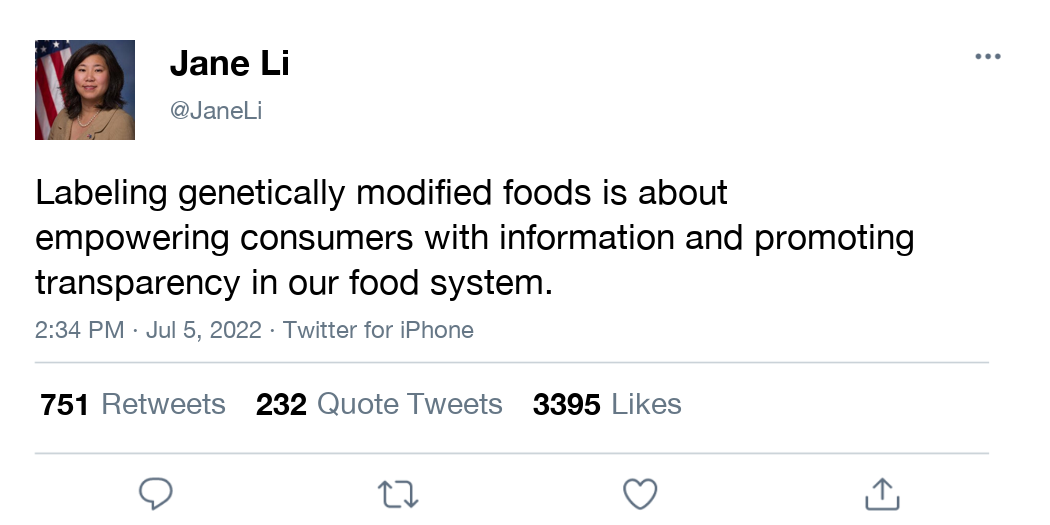 Jane Li
@JaneLi
Labeling genetically modified foods is about
empowering consumers with information and promoting
transparency in our food system.
2:34 PM · Jul 5, 2022 · Twitter for iPhone
751 Retweets 232 Quote Tweets 3395 Likes